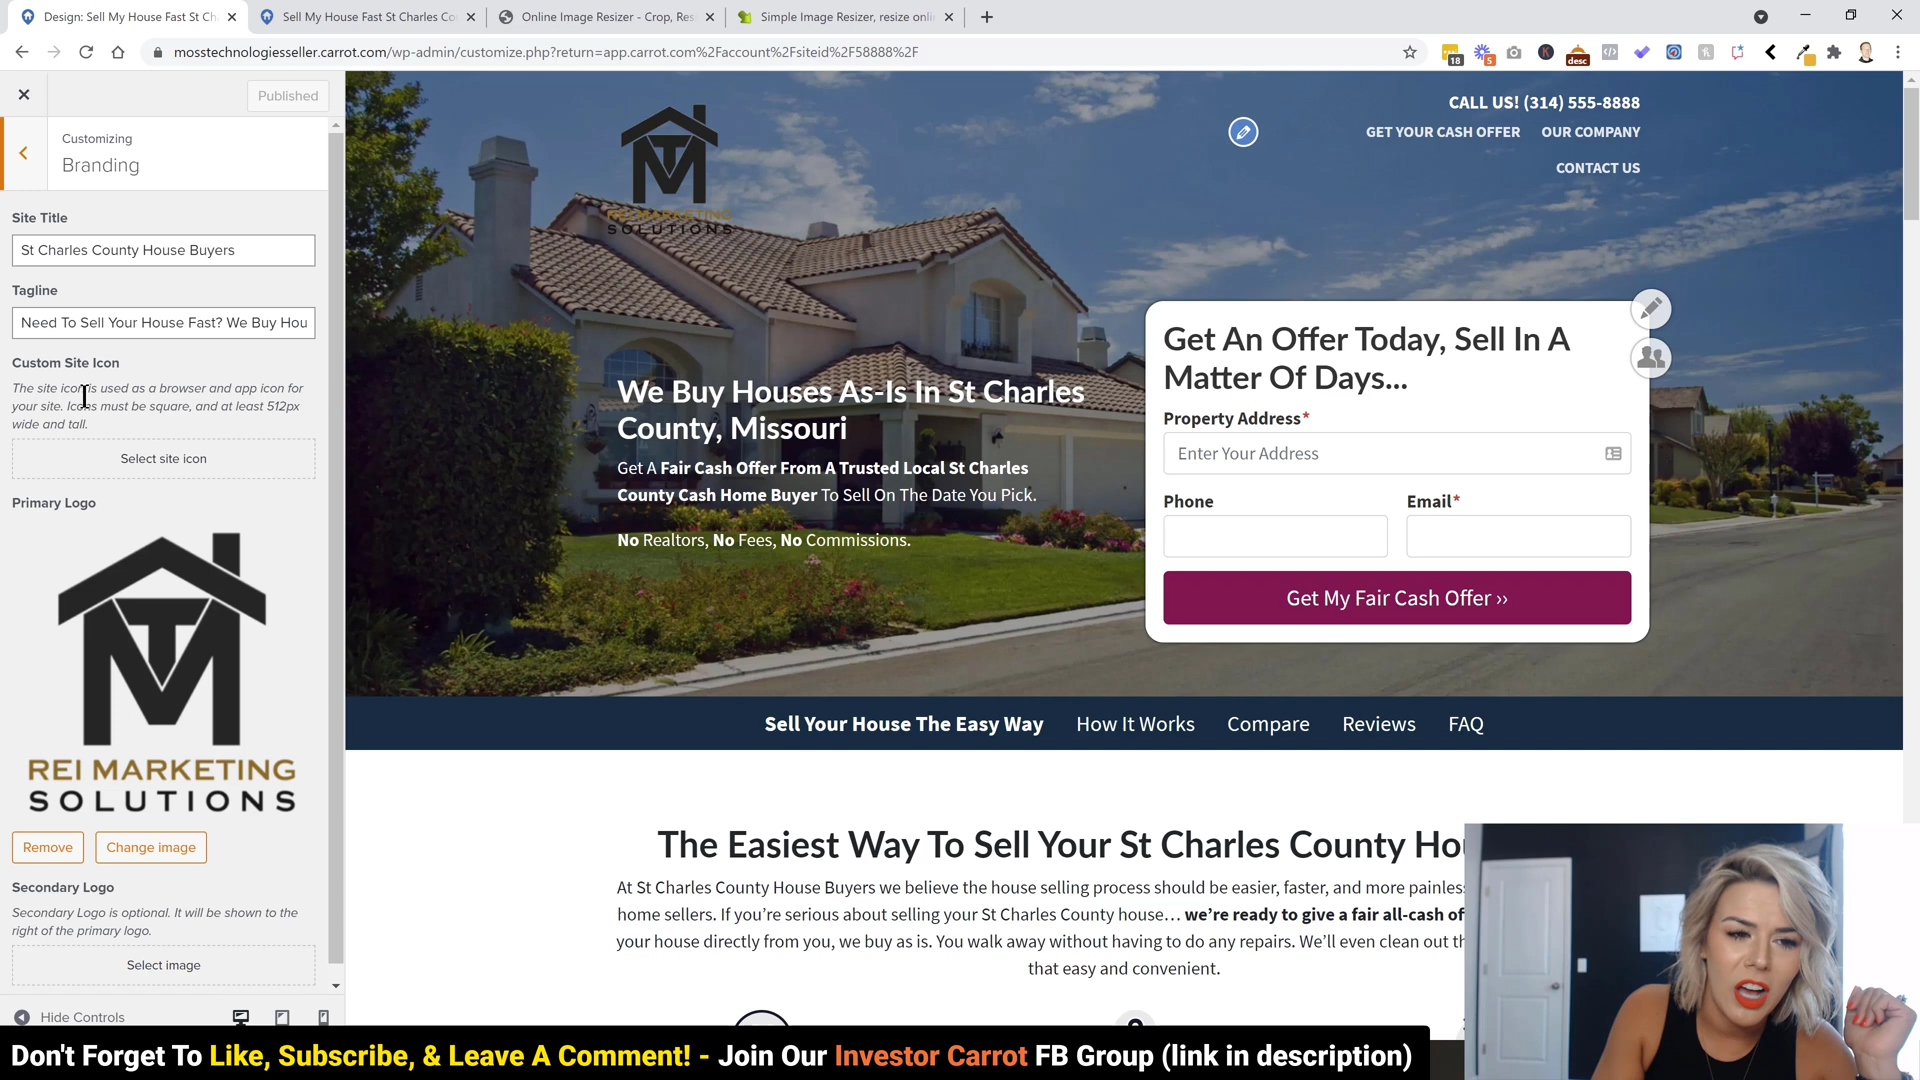 Design: Sell My House Fast St Ch
Sell My House Fast St Charles Co
Online Image Resizer - Crop, Res
Simple Image Resizer, resize onli
mosstechnologiesseller.carrot.com/wp-admin/customize.php?return=app.carrot.com%2Faccount%2Fsiteid%2F58888%2F
18
5
desc
Published
Customizing
Branding
Site Title
St Charles County House Buyers
Tagline
Need To Sell Your House Fast? We Buy Hou
Custom Site Icon
The site icon is used as a browser and app icon for
your site. Icons must be square, and at least 512px
wide and tall.
Select site icon
Primary Logo
TM
REI MARKETING
SOLUTIONS
Remove
Change image
Secondary Logo
Secondary Logo is optional. It will be shown to the
right of the primary logo.
Select image
Hide Controls
TM
REI MARKETING
SOLUTIONS
CALL US! (314) 555-8888
GET YOUR CASH OFFER
OUR COMPANY
CONTACT US
We Buy Houses As-Is In St Charles
County, Missouri
Get A Fair Cash Offer From A Trusted Local St Charles
County Cash Home Buyer To Sell On The Date You Pick.
No Realtors, No Fees, No Commissions.
Get An Offer Today, Sell In A
Matter Of Days...
Property Address*
Enter Your Address
Phone
Email*
Get My Fair Cash Offer ››
Sell Your House The Easy Way
How It Works
Compare
Reviews
FAQ
The Easiest Way To Sell Your St Charles County Ho
At St Charles County House Buyers we believe the house selling process should be easier, faster, and more painles
home sellers. If you're serious about selling your St Charles County house… we're ready to give a fair all-cash of
your house directly from you, we buy as is. You walk away without having to do any repairs. We'll even clean out th
that easy and convenient.
Don't Forget To Like, Subscribe, & Leave A Comment! - Join Our Investor Carrot FB Group (link in description)